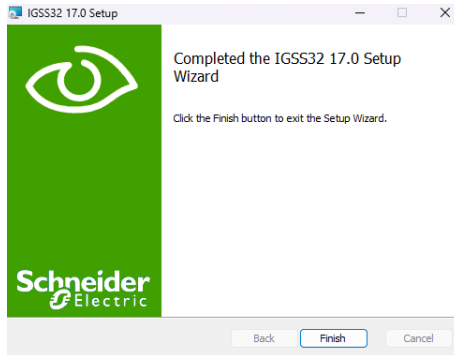 IGSS32 17.0 Setup
Completed the IGSS32 17.0 Setup
Wizard
Click the Finish button to exit the Setup Wizard.
Schneider
Electric
Back
Finish
Cancel